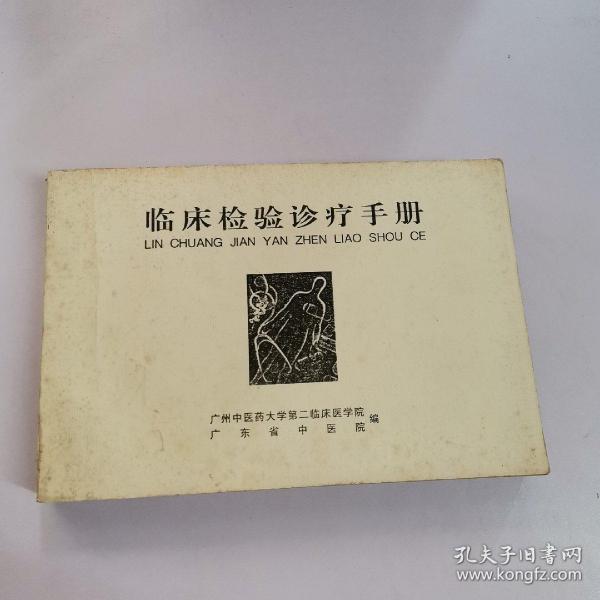 临床检验诊疗手册
LIN CHUANG JIAN YAN ZHEN LIAO SHOU CE
广州中医药大学第二临床医学院
广东省中医院
编
孔夫子旧书网
www.kongfz.com